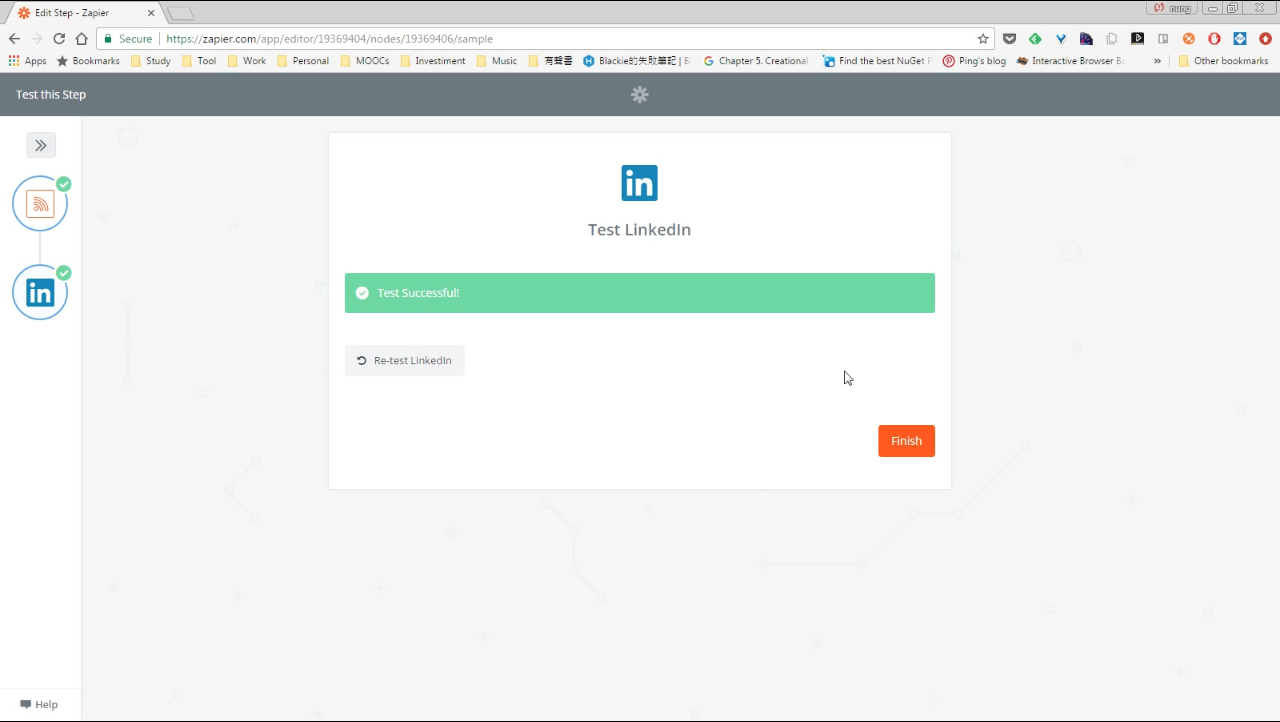 Edit Step - Zapier
nung
Secure https://zapier.com/app/editor/19369404/nodes/19369406/sample
Apps Bookmarks Study Tool Work Personal MOOCs Investiment Music 有聲書 Blackie的失敗筆記 | B Chapter 5. Creational Find the best NuGet P Ping's blog Interactive Browser Ba » Other bookmarks
Test this Step
in
Test LinkedIn
Test Successful!
in
Re-test LinkedIn
Finish
Help